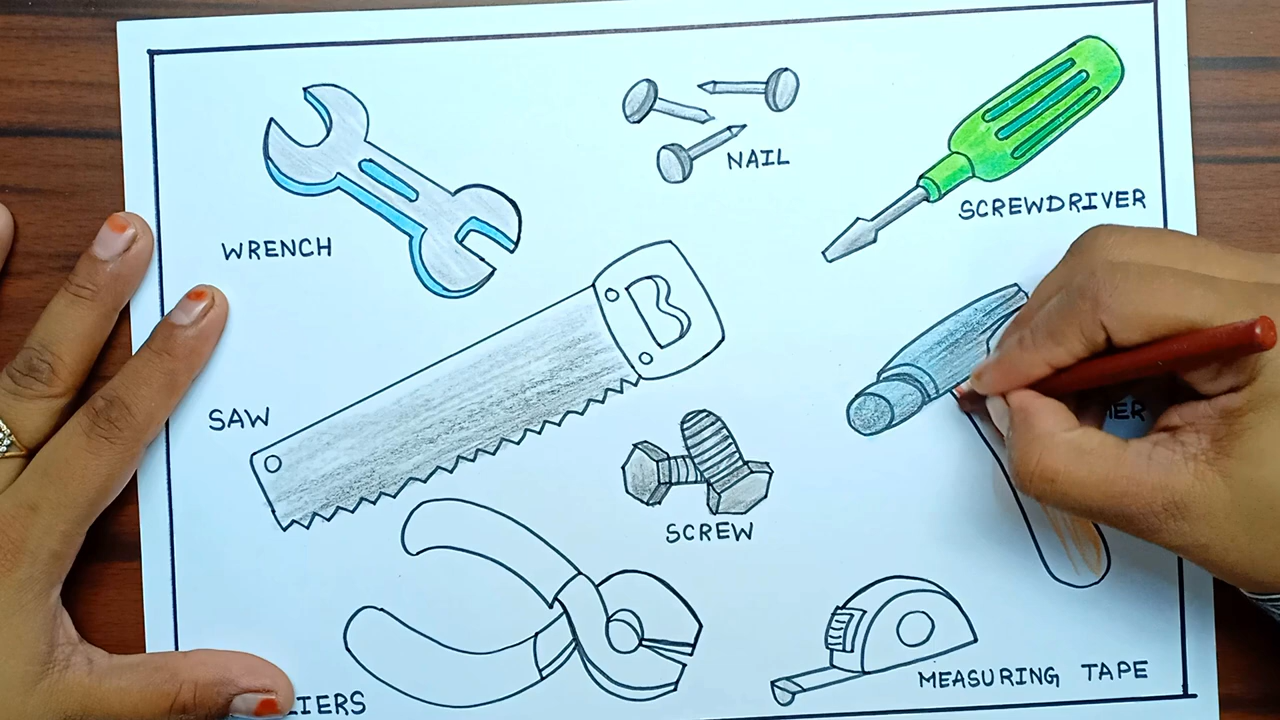 NAIL
SCREWDRIVER
WRENCH
SAW
SCREW
MEASURING TAPE